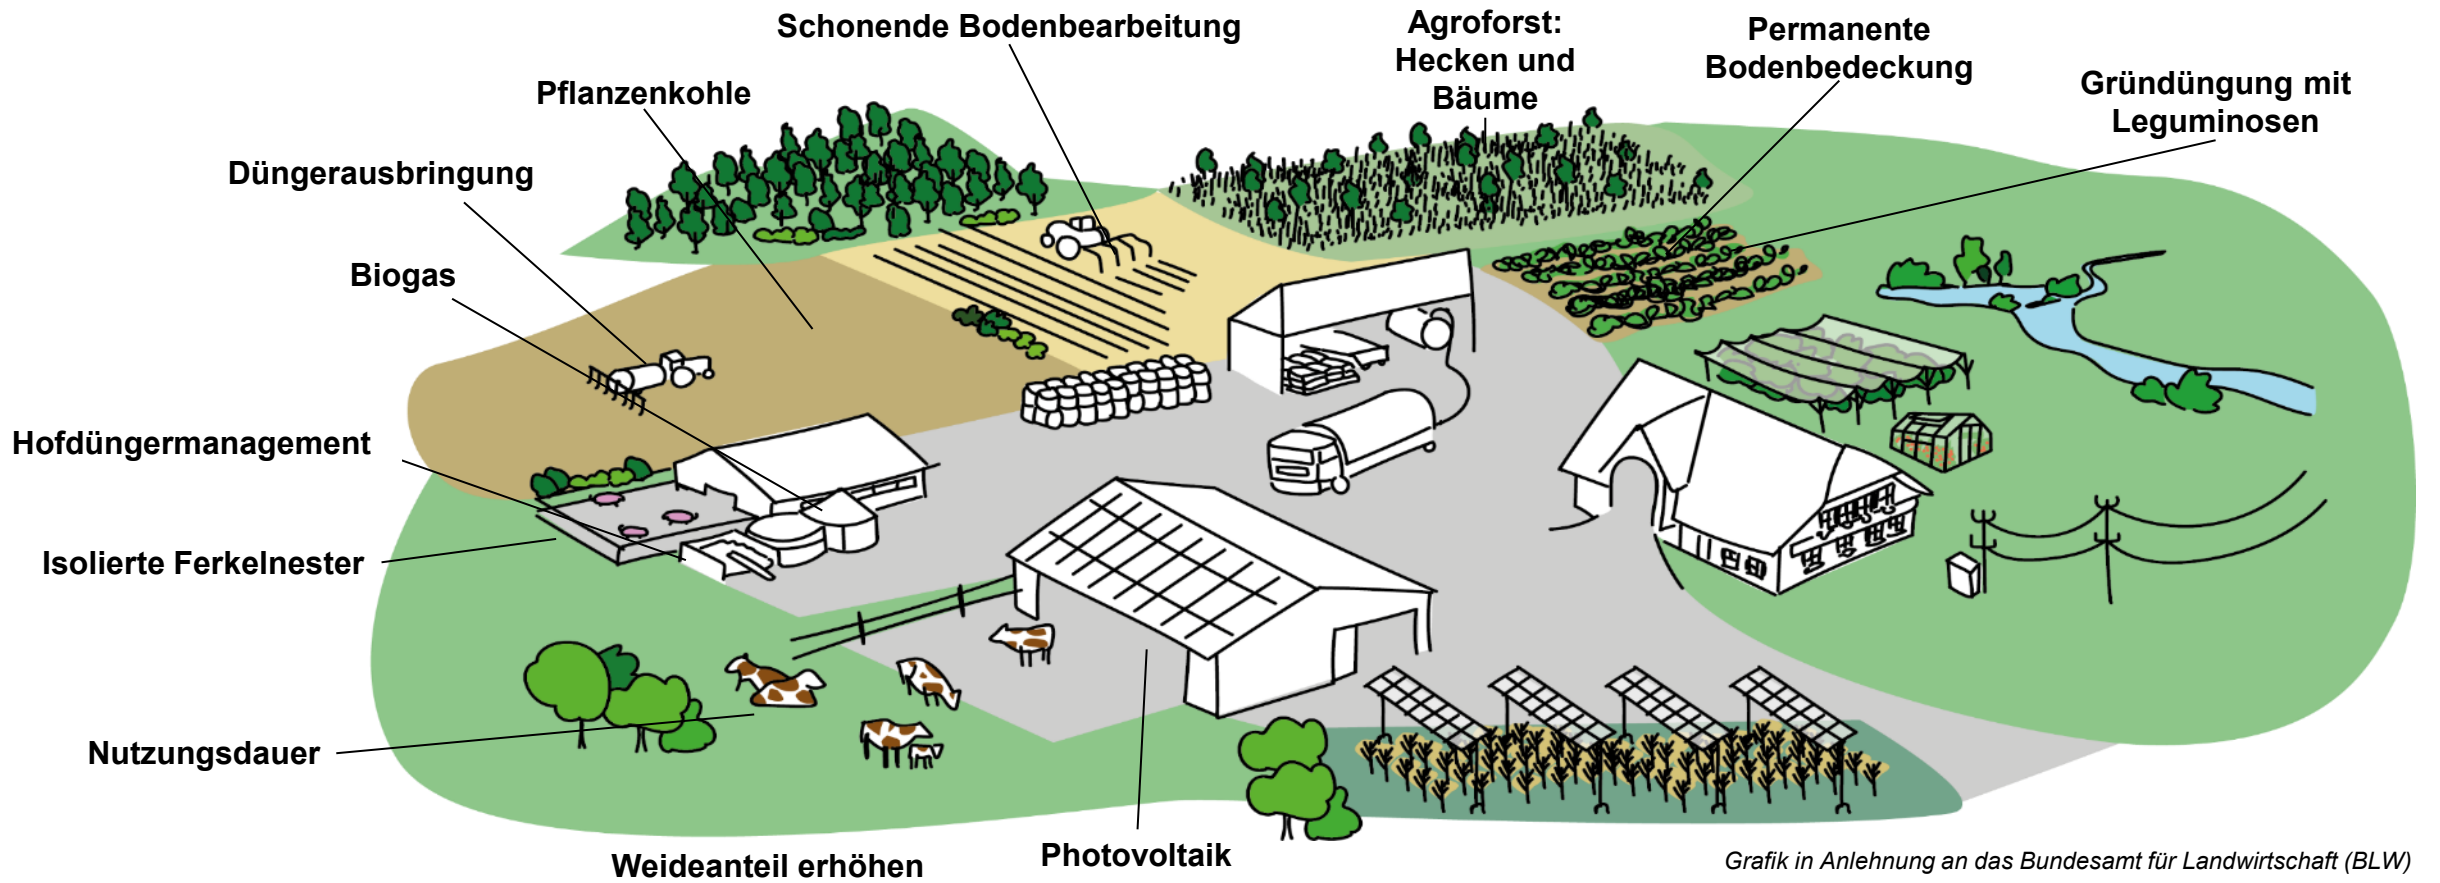 Schonende Bodenbearbeitung
Agroforst:
Hecken und
Bäume
Permanente
Bodenbedeckung
Gründüngung mit
Leguminosen
Pflanzenkohle
Düngerausbringung
Biogas
Hofdüngermanagement
Isolierte Ferkelnester
Nutzungsdauer
Weideanteil erhöhen
Photovoltaik
Grafik in Anlehnung an das Bundesamt für Landwirtschaft (BLW)